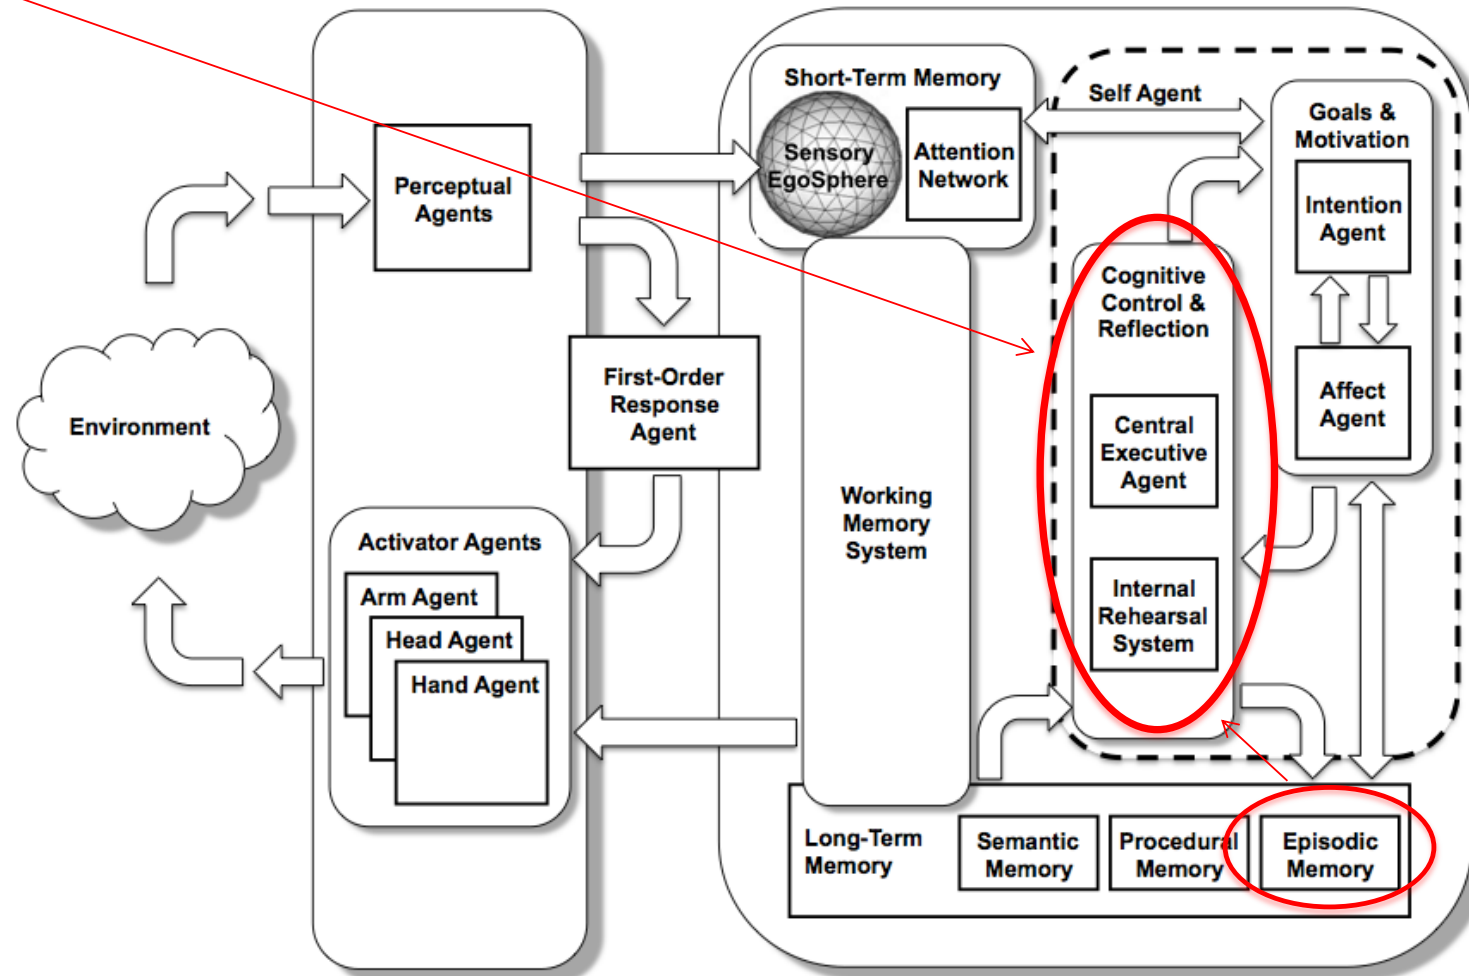 Short-Term Memory
Sensory
EgoSphere
Attention
Network
Self Agent
Goals &
Motivation
Intention
Agent
Affect
Agent
Perceptual
Agents
Cognitive
Control &
Reflection
Central
Executive
Agent
Internal
Rehearsal
System
First-Order
Response
Agent
Environment
Working
Memory
System
Activator Agents
Arm Agent
Head Agent
Hand Agent
Long-Term
Memory
Semantic
Memory
Procedural
Memory
Episodic
Memory